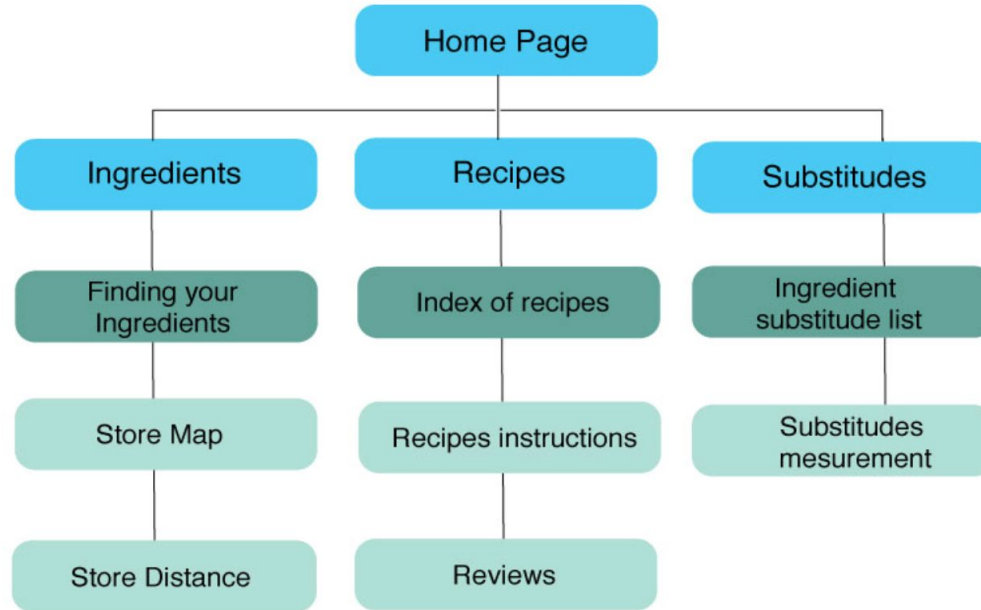 Home Page
Ingredients
Recipes
Substitudes
Finding your
Ingredients
Index of recipes
Ingredient
substitude list
Store Map
Recipes instructions
Substitudes
mesurement
Store Distance
Reviews